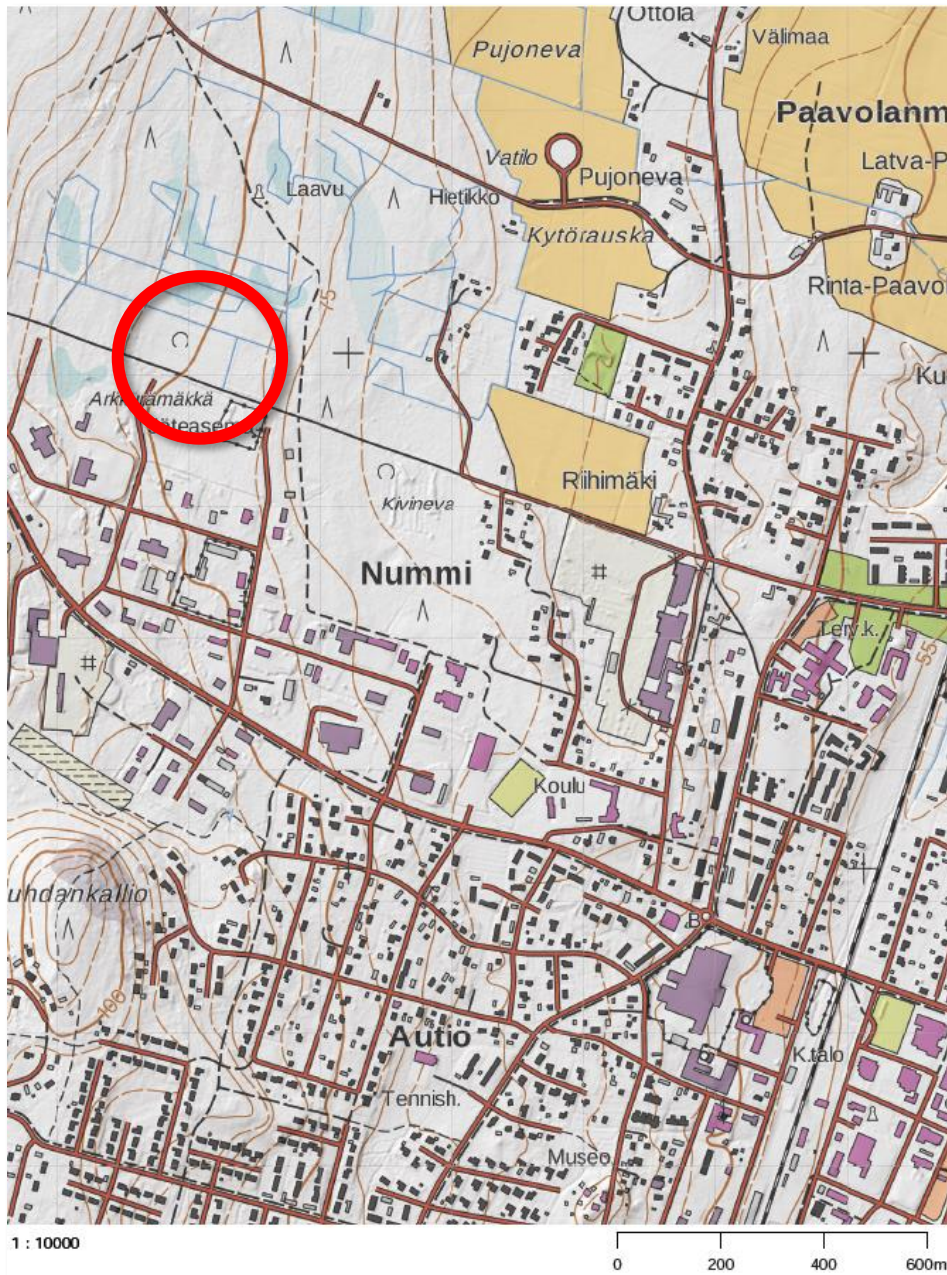 Ottola
Välimaa
Pujoneva
Paavolanm
Vatilo
Latva-P
Pujoneva
Laavu
Hietikko
Kytörauska
Rinta-Paavo
75
Ku
Riihimäki
Kivineva
Nummi
Terv.k.
55
Koulu
uhdankallio
B
100
Autio
K.talo
Tennish.
Museo
1 : 10000
0 200 400 600m